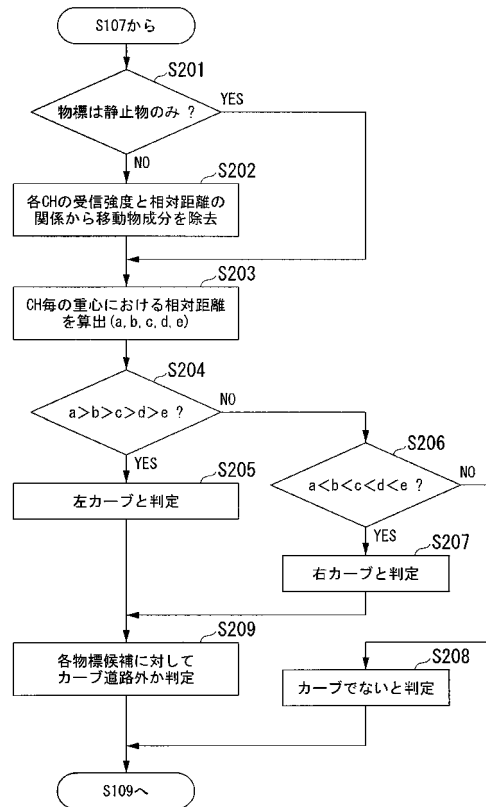 S107から
S201
物標は静止物のみ ?
YES
NO
S202
各CHの受信強度と相対距離の
関係から移動物成分を除去
S203
CH毎の重心における相対距離
を算出(a,b,c,d,e)
S204
a>b>c>d>e ?
NO
YES
S206
a<b<c<d<e ?
NO
YES
S205
左カーブと判定
S207
右カーブと判定
S209
各物標候補に対して
カーブ道路外か判定
S208
カーブでないと判定
S109へ